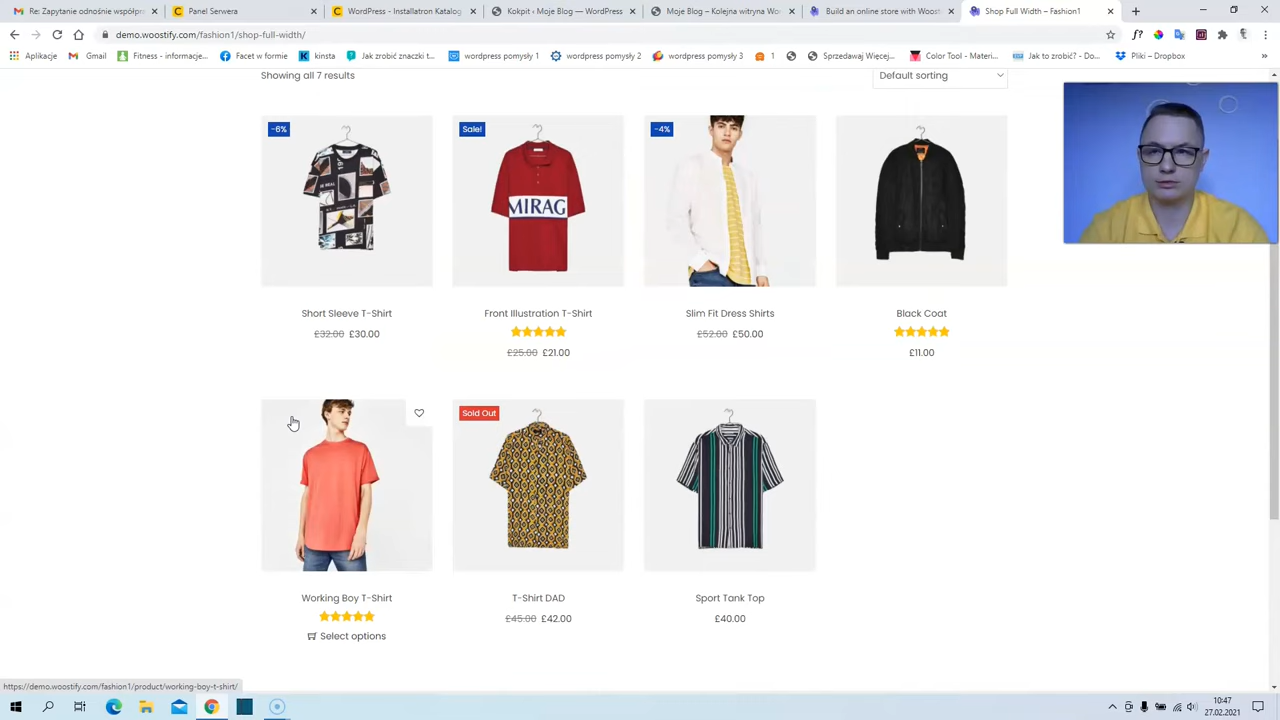 Re: Zapytanie odnośnie współpr
Panel Serwera
WordPress - Installatron Katalog
Kokpit ‹ Moje Blog — WordPress
Moje Blog – Kolejna witryna Wo
Build an online store with Woost
Shop Full Width – Fashion1
demo.woostify.com/fashion1/shop-full-width/
Aplikacje
Gmail
Fitness - informacje...
Facet w formie
kinsta
Jak zrobić znaczki t...
wordpress pomysły 1
wordpress pomysły 2
wordpress pomysły 3
1
Sprzedawaj Więcej...
Color Tool - Materi...
Jak to zrobić? - Do...
Pliki – Dropbox
Showing all 7 results
Default sorting
-6%
Sale!
-4%
MIRAG
Short Sleeve T-Shirt
Front Illustration T-Shirt
Slim Fit Dress Shirts
Black Coat
£32.00 £30.00
£25.00 £21.00
£52.00 £50.00
£11.00
Sold Out
Working Boy T-Shirt
T-Shirt DAD
Sport Tank Top
Select options
£45.00 £42.00
£40.00
https://demo.woostify.com/fashion1/product/working-boy-t-shirt/
10:47
27.02.2021